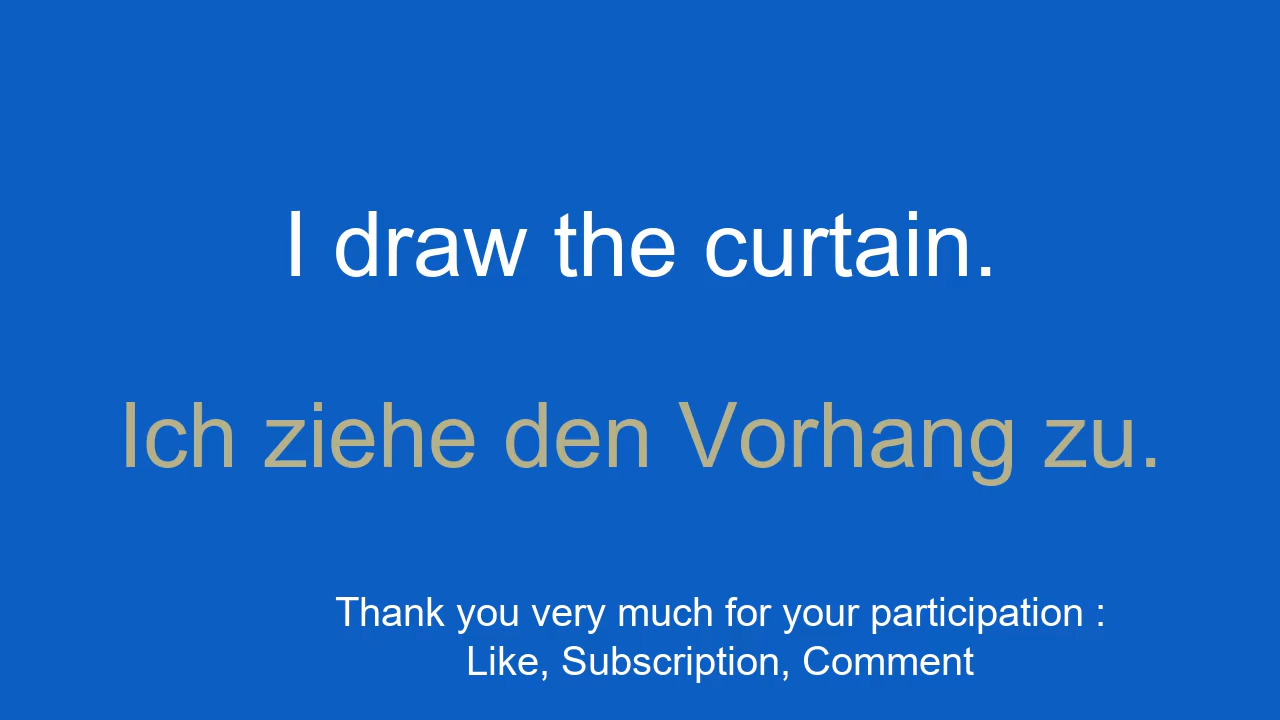 I draw the curtain.
Ich ziehe den Vorhang zu.
Thank you very much for your participation :
Like, Subscription, Comment